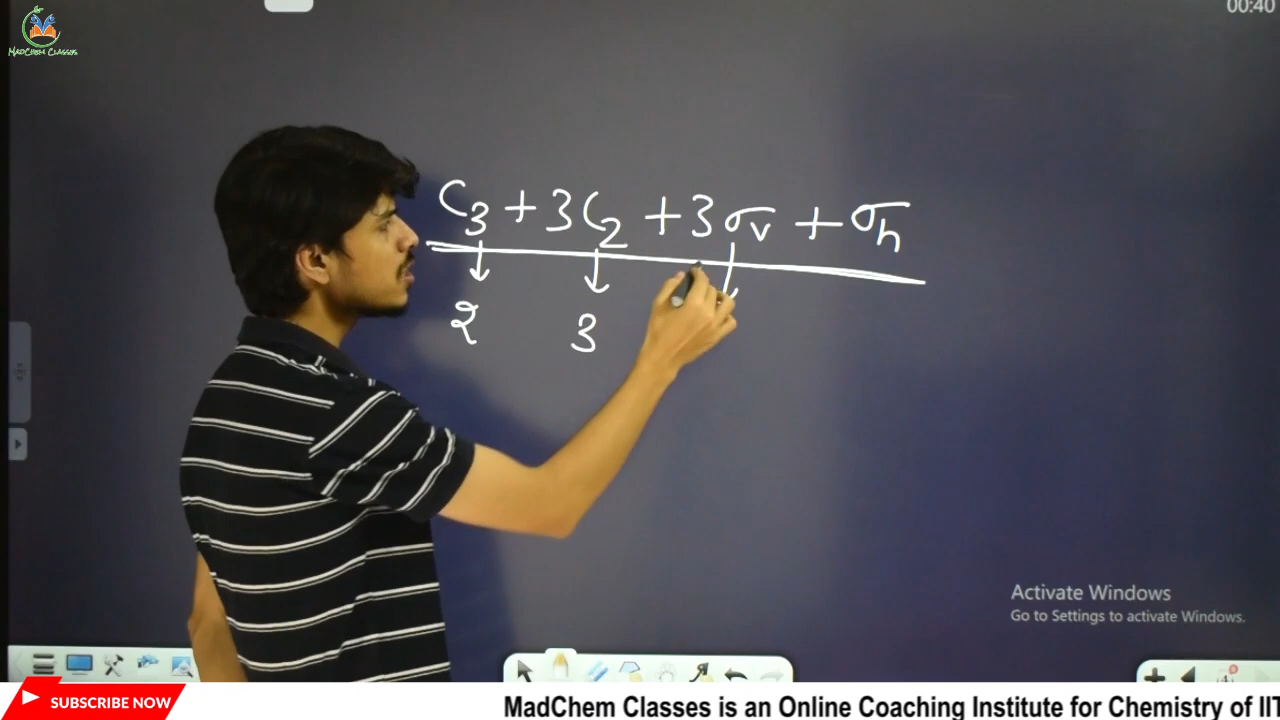 00:40
MadChem Classes
C₃ + 3C₂ + 3σᵥ + σₕ
2 3
Activate Windows
Go to Settings to activate Windows.
SUBSCRIBE NOW
MadChem Classes is an Online Coaching Institute for Chemistry of IIT